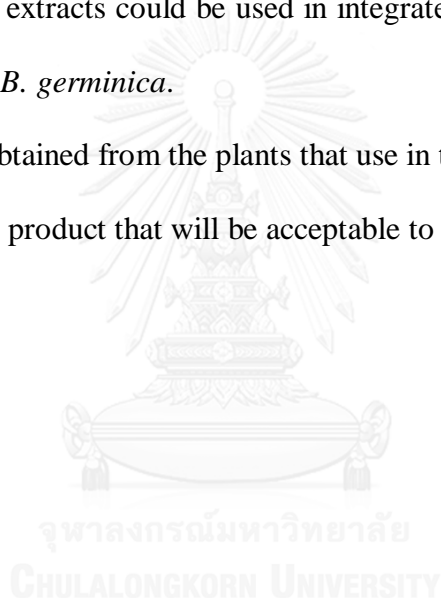 extracts could be used in integrate
B. germinica.
btained from the plants that use in
product that will be acceptable to
จุฬาลงกรณ์มหาวิทยาลัย
CHULALONGKORN UNIVERSITY